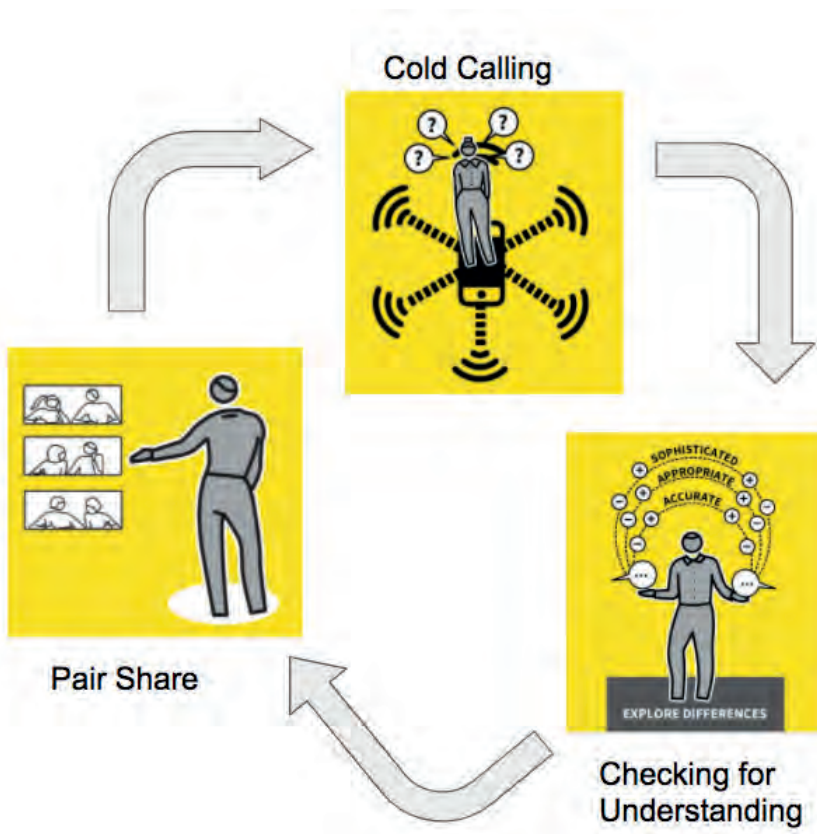 Cold Calling
?
?
?
?
SOPHISTICATED
APPROPRIATE
ACCURATE
+
+
+
+
+
+
−
−
−
−
−
−
...
...
EXPLORE DIFFERENCES
Pair Share
Checking for
Understanding